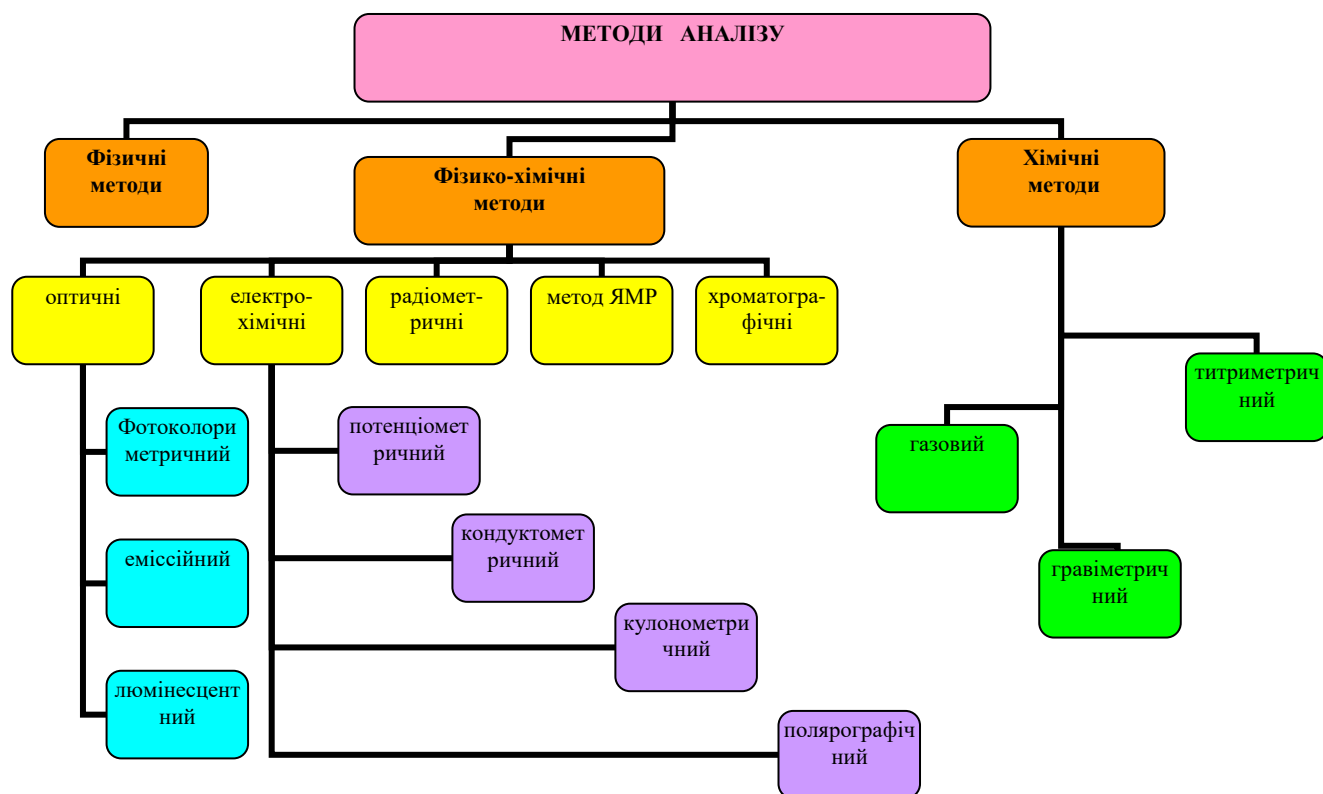 МЕТОДИ АНАЛІЗУ
Фізичні
методи
Фізико-хімічні
методи
Хімічні
методи
оптичні
електро-
хімічні
радіомет-
ричні
метод ЯМР
хроматогра-
фічні
титриметрич
ний
Фотоколори
метричний
потенціомет
ричний
газовий
кондуктомет
ричний
еміссійний
гравіметрич
ний
кулонометри
чний
люмінесцент
ний
полярографіч
ний